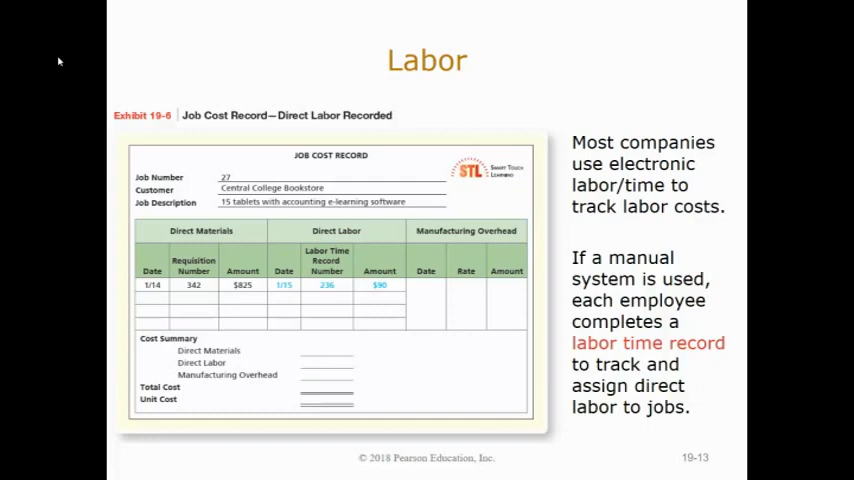 Labor
Exhibit 19-6 | Job Cost Record—Direct Labor Recorded
JOB COST RECORD
STL SMART TOUCH LEARNING
Job Number 27
Customer Central College Bookstore
Job Description 15 tablets with accounting e-learning software
Direct Materials Direct Labor Manufacturing Overhead
Date Requisition Number Amount Date Labor Time Record Number Amount Date Rate Amount
1/14 342 $825 1/15 236 $90
Cost Summary
Direct Materials
Direct Labor
Manufacturing Overhead
Total Cost
Unit Cost
Most companies
use electronic
labor/time to
track labor costs.
If a manual
system is used,
each employee
completes a
labor time record
to track and
assign direct
labor to jobs.
© 2018 Pearson Education, Inc.
19-13